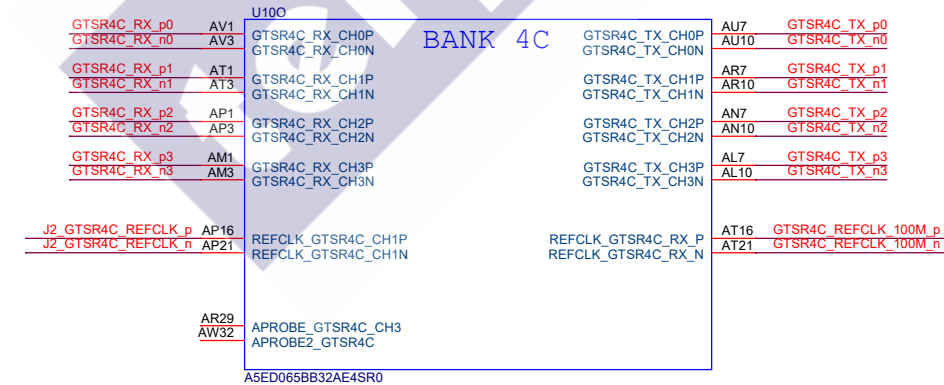 U10O
BANK 4C
GTSR4C_RX_p0 AV1 GTSR4C_RX_CH0P GTSR4C_TX_CH0P AU7 GTSR4C_TX_p0
GTSR4C_RX_n0 AV3 GTSR4C_RX_CH0N GTSR4C_TX_CH0N AU10 GTSR4C_TX_n0
GTSR4C_RX_p1 AT1 GTSR4C_RX_CH1P GTSR4C_TX_CH1P AR7 GTSR4C_TX_p1
GTSR4C_RX_n1 AT3 GTSR4C_RX_CH1N GTSR4C_TX_CH1N AR10 GTSR4C_TX_n1
GTSR4C_RX_p2 AP1 GTSR4C_RX_CH2P GTSR4C_TX_CH2P AN7 GTSR4C_TX_p2
GTSR4C_RX_n2 AP3 GTSR4C_RX_CH2N GTSR4C_TX_CH2N AN10 GTSR4C_TX_n2
GTSR4C_RX_p3 AM1 GTSR4C_RX_CH3P GTSR4C_TX_CH3P AL7 GTSR4C_TX_p3
GTSR4C_RX_n3 AM3 GTSR4C_RX_CH3N GTSR4C_TX_CH3N AL10 GTSR4C_TX_n3
J2_GTSR4C_REFCLK_p AP16 REFCLK_GTSR4C_CH1P REFCLK_GTSR4C_RX_P AT16 GTSR4C_REFCLK_100M_p
J2_GTSR4C_REFCLK_n AP21 REFCLK_GTSR4C_CH1N REFCLK_GTSR4C_RX_N AT21 GTSR4C_REFCLK_100M_n
AR29 APROBE_GTSR4C_CH3
AW32 APROBE2_GTSR4C
A5ED065BB32AE4SR0